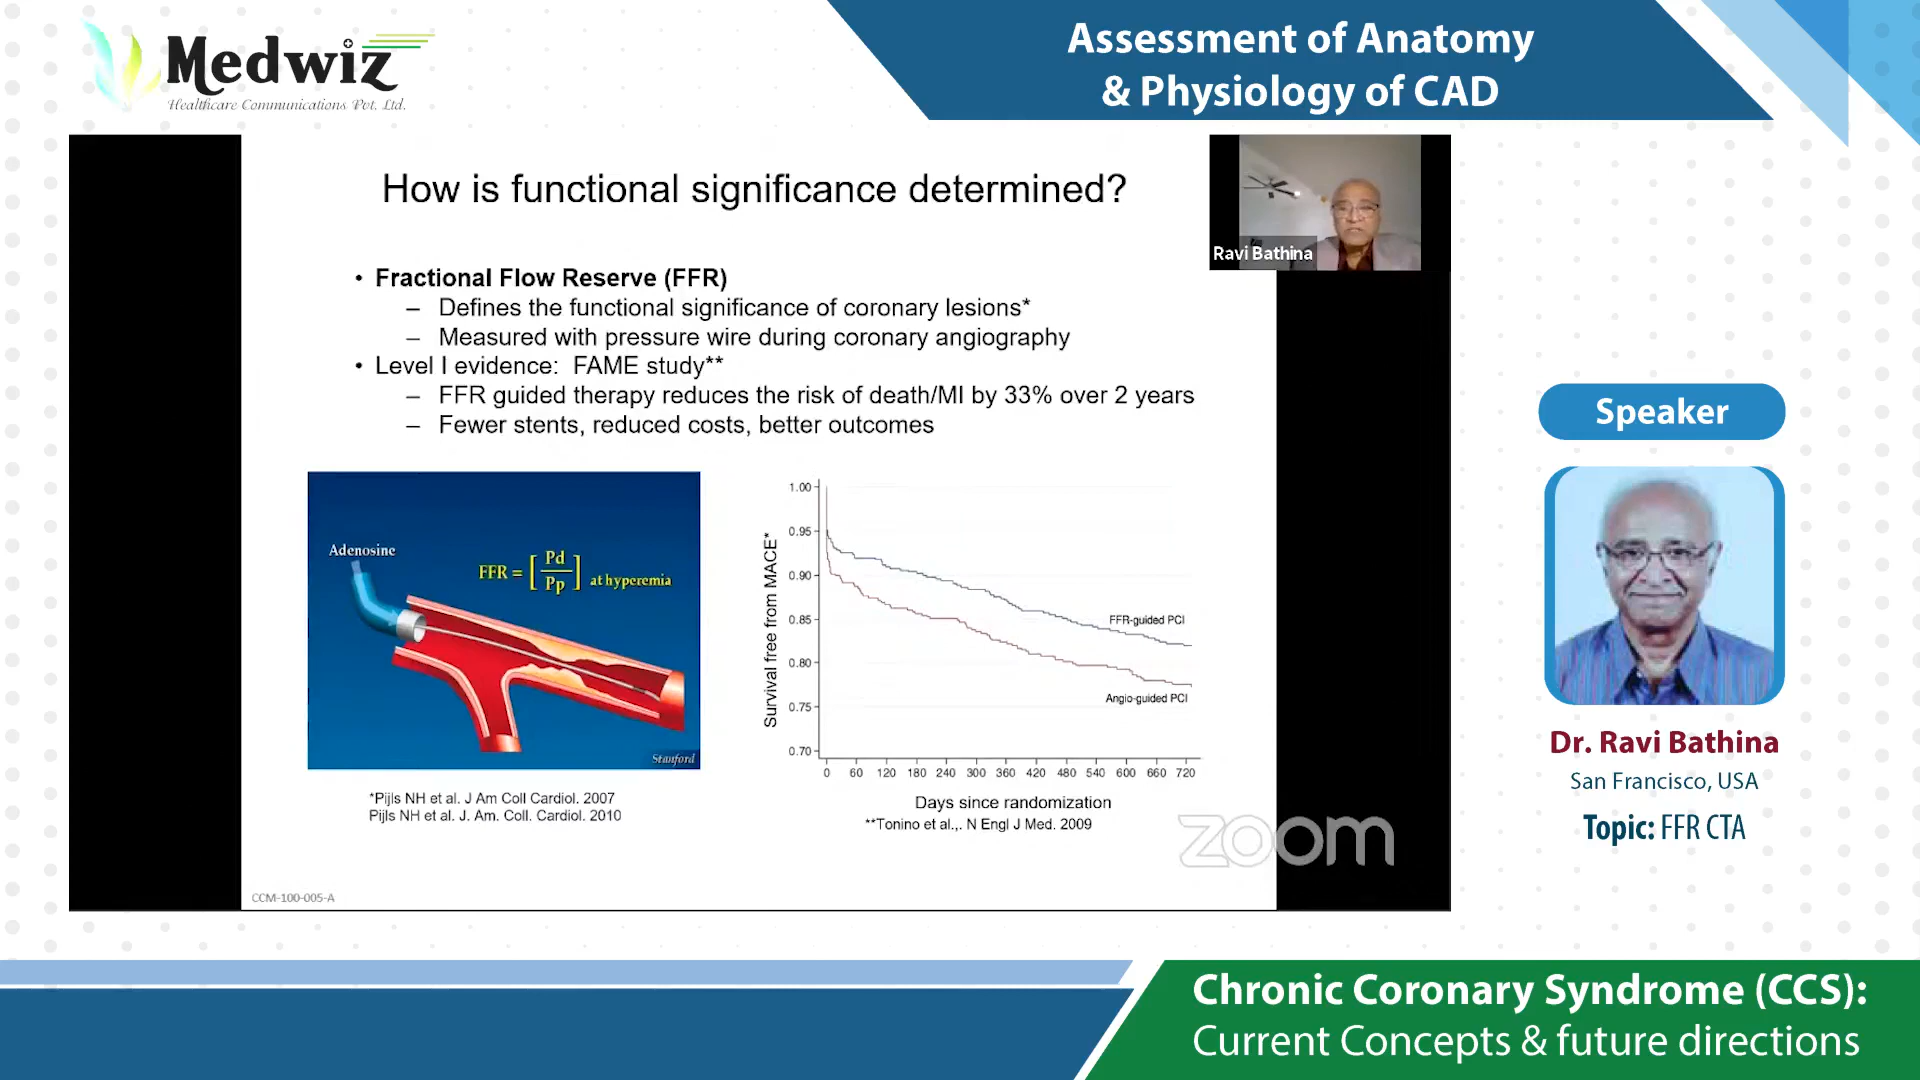 Medwiz
Healthcare Communications Pvt. Ltd.
Assessment of Anatomy
& Physiology of CAD
How is functional significance determined?
Ravi Bathina
• Fractional Flow Reserve (FFR)
– Defines the functional significance of coronary lesions*
– Measured with pressure wire during coronary angiography
• Level I evidence: FAME study**
– FFR guided therapy reduces the risk of death/MI by 33% over 2 years
– Fewer stents, reduced costs, better outcomes
Adenosine
FFR = [Pd/Pp] at hyperemia
Stanford
*Pijls NH et al. J Am Coll Cardiol. 2007
Pijls NH et al. J. Am. Coll. Cardiol. 2010
Survival free from MACE*
1.00
0.95
0.90
0.85
0.80
0.75
0.70
FFR-guided PCI
Angio-guided PCI
0 60 120 180 240 300 360 420 480 540 600 660 720
Days since randomization
**Tonino et al.,. N Engl J Med. 2009
zoom
CCM-100-005-A
Speaker
Dr. Ravi Bathina
San Francisco, USA
Topic: FFR CTA
Chronic Coronary Syndrome (CCS):
Current Concepts & future directions